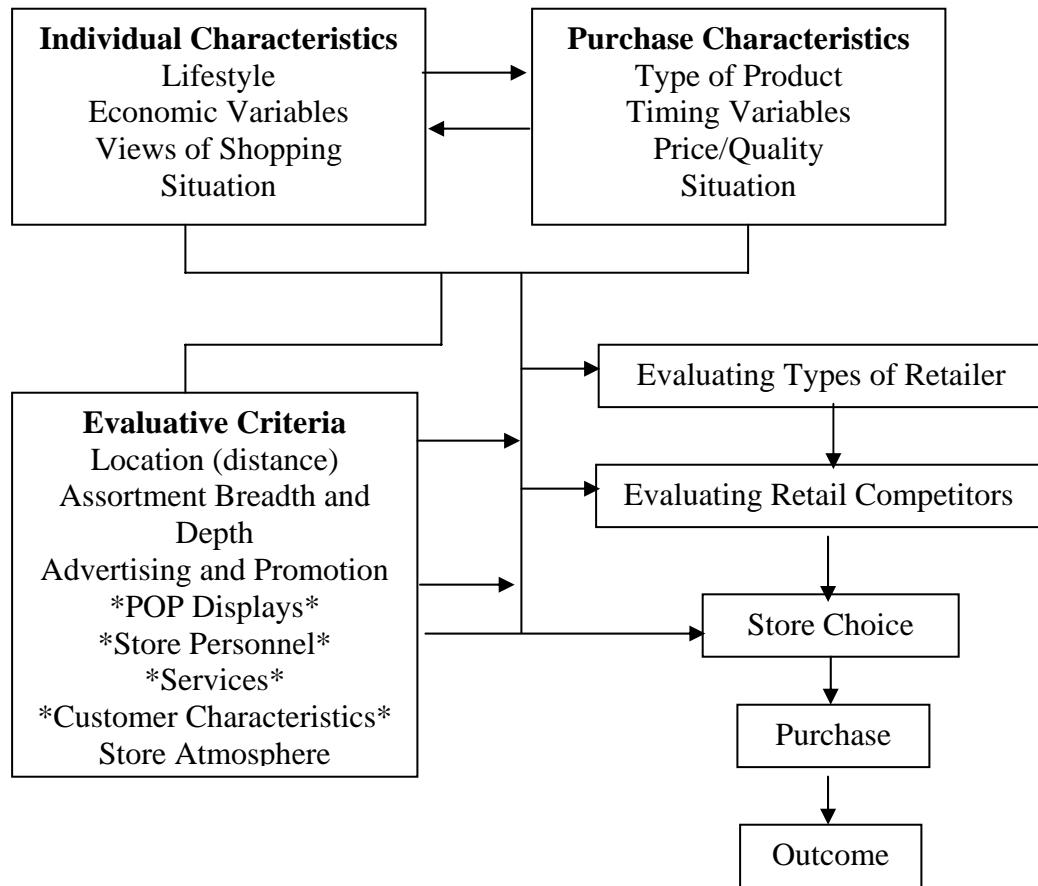 Individual Characteristics
Lifestyle
Economic Variables
Views of Shopping
Situation
Purchase Characteristics
Type of Product
Timing Variables
Price/Quality
Situation
Evaluating Types of Retailer
Evaluative Criteria
Location (distance)
Assortment Breadth and
Depth
Advertising and Promotion
*POP Displays*
*Store Personnel*
*Services*
*Customer Characteristics*
Store Atmosphere
Evaluating Retail Competitors
Store Choice
Purchase
Outcome